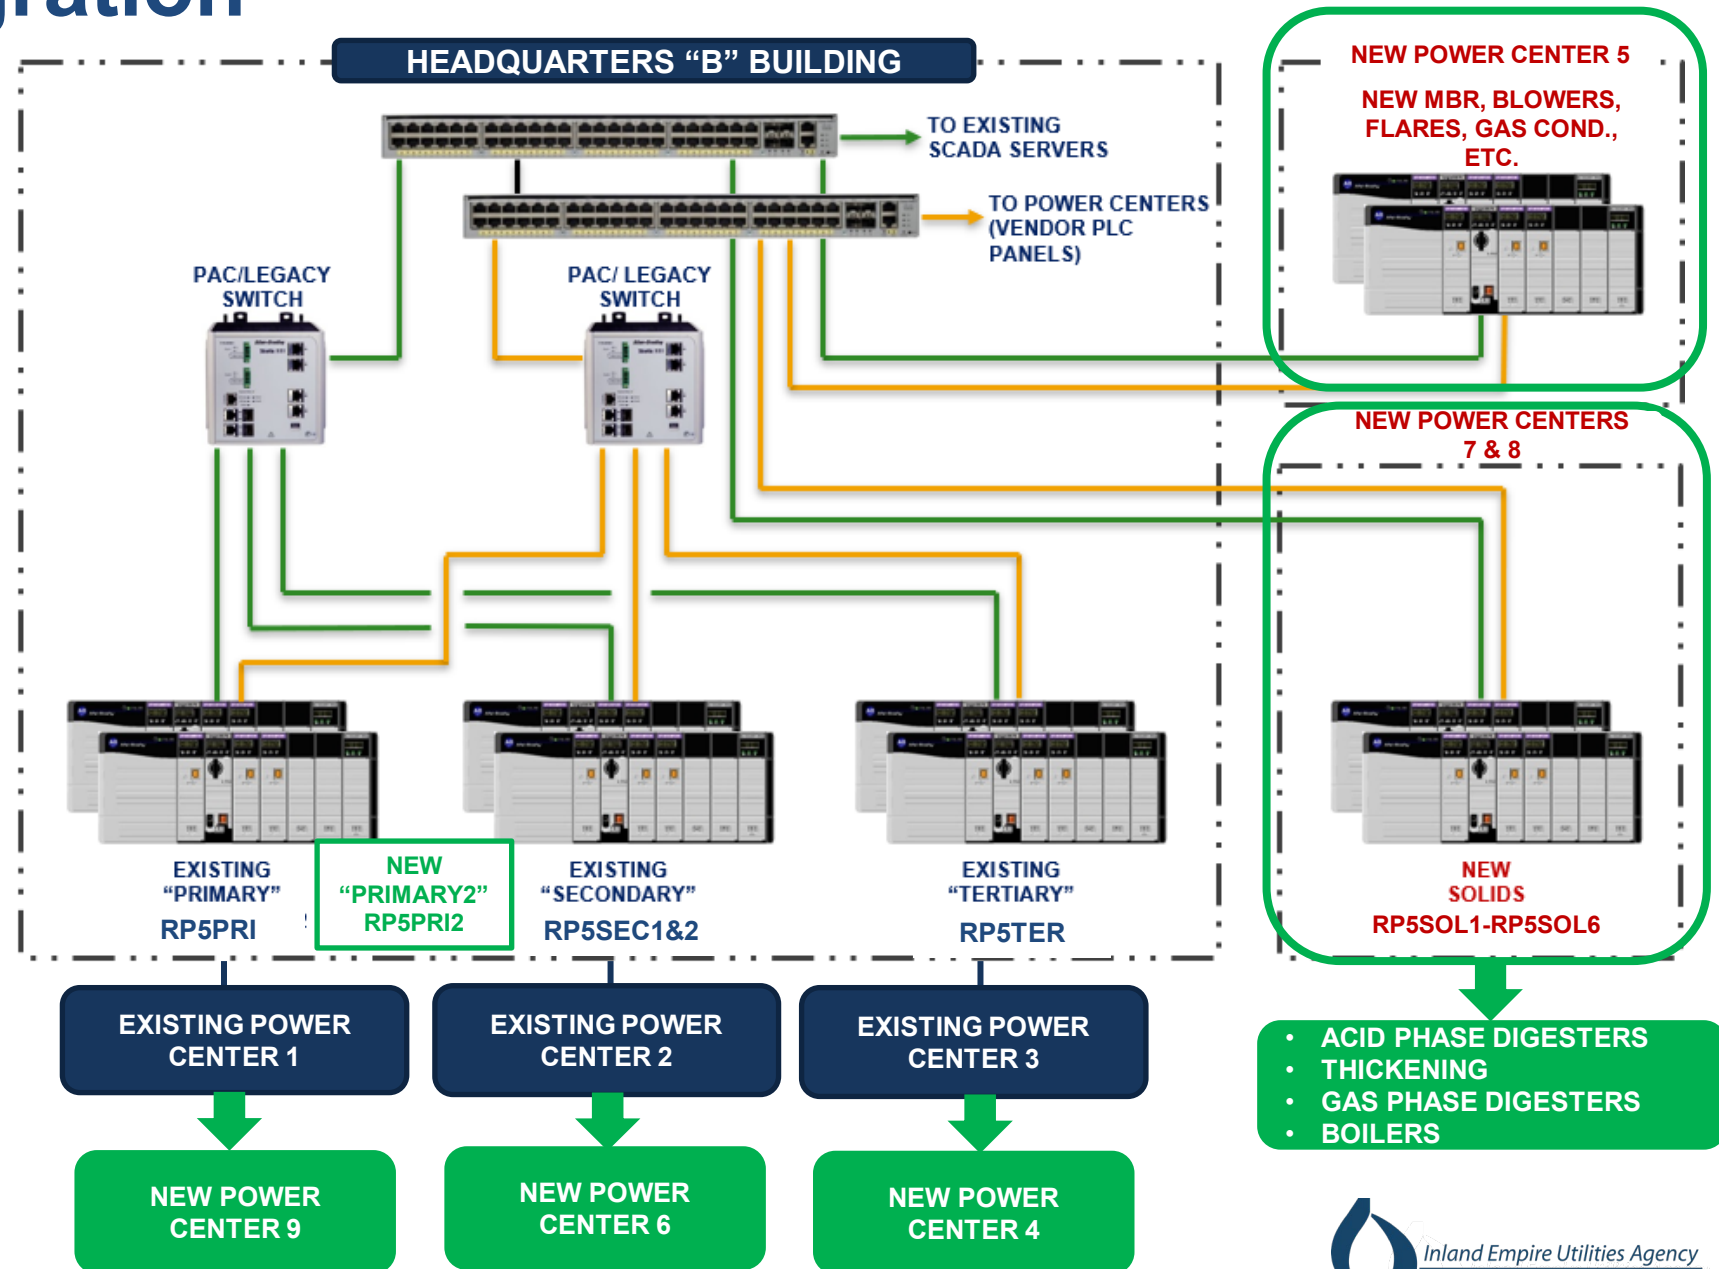 HEADQUARTERS “B” BUILDING
TO EXISTING
SCADA SERVERS
TO POWER CENTERS
(VENDOR PLC
PANELS)
PAC/LEGACY
SWITCH
PAC/ LEGACY
SWITCH
NEW POWER CENTER 5
NEW MBR, BLOWERS,
FLARES, GAS COND.,
ETC.
NEW POWER CENTERS
7 & 8
EXISTING
“PRIMARY”
RP5PRI
NEW
“PRIMARY2”
RP5PRI2
EXISTING
“SECONDARY”
RP5SEC1&2
EXISTING
“TERTIARY”
RP5TER
NEW
SOLIDS
RP5SOL1-RP5SOL6
EXISTING POWER
CENTER 1
EXISTING POWER
CENTER 2
EXISTING POWER
CENTER 3
• ACID PHASE DIGESTERS
• THICKENING
• GAS PHASE DIGESTERS
• BOILERS
NEW POWER
CENTER 9
NEW POWER
CENTER 6
NEW POWER
CENTER 4
Inland Empire Utilities Agency